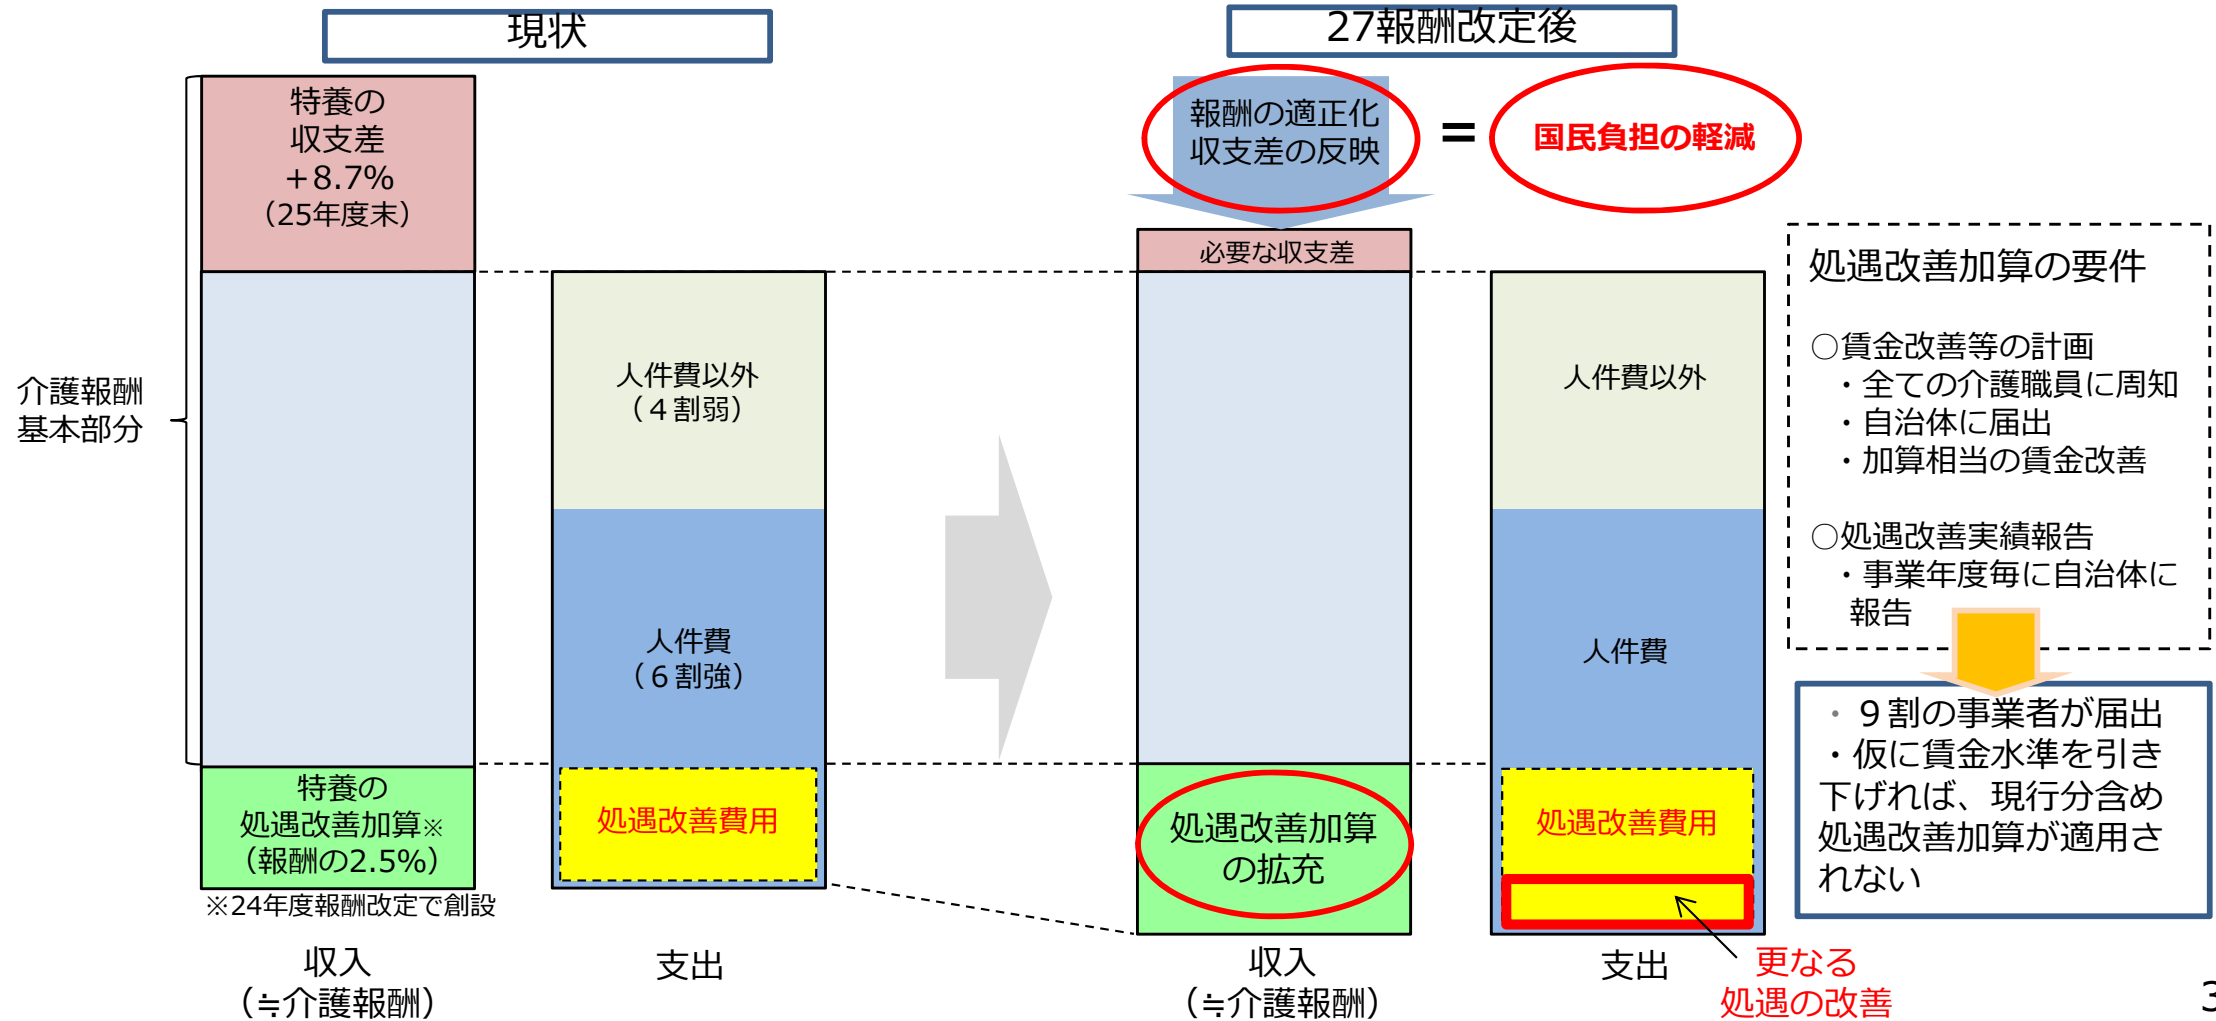 現状
27報酬改定後
特養の
収支差
+8.7%
（25年度末）
介護報酬
基本部分
人件費以外
（４割弱）
人件費
（６割強）
処遇改善費用
特養の
処遇改善加算※
（報酬の2.5%）
※24年度報酬改定で創設
収入
（≒介護報酬）
支出
報酬の適正化
収支差の反映
=
国民負担の軽減
必要な収支差
人件費以外
人件費
処遇改善加算
の拡充
処遇改善費用
収入
（≒介護報酬）
支出
更なる
処遇の改善
処遇改善加算の要件
○賃金改善等の計画
・全ての介護職員に周知
・自治体に届出
・加算相当の賃金改善
○処遇改善実績報告
・事業年度毎に自治体に
報告
・９割の事業者が届出
・仮に賃金水準を引き
下げれば、現行分含め
処遇改善加算が適用さ
れない
3